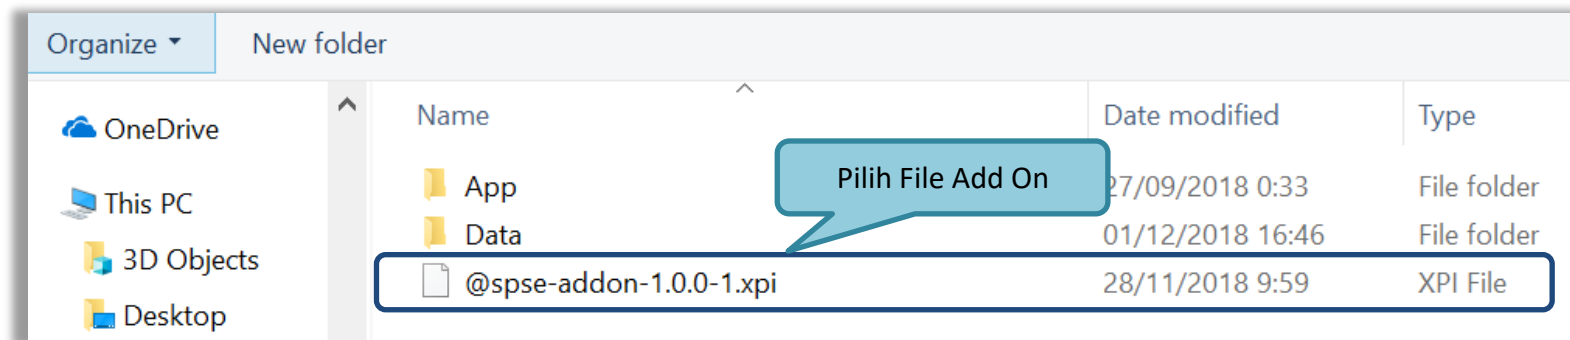 Organize New folder
OneDrive
This PC
3D Objects
Desktop
Name Date modified Type
Pilih File Add On
App 27/09/2018 0:33 File folder
Data 01/12/2018 16:46 File folder
@spse-addon-1.0.0-1.xpi 28/11/2018 9:59 XPI File